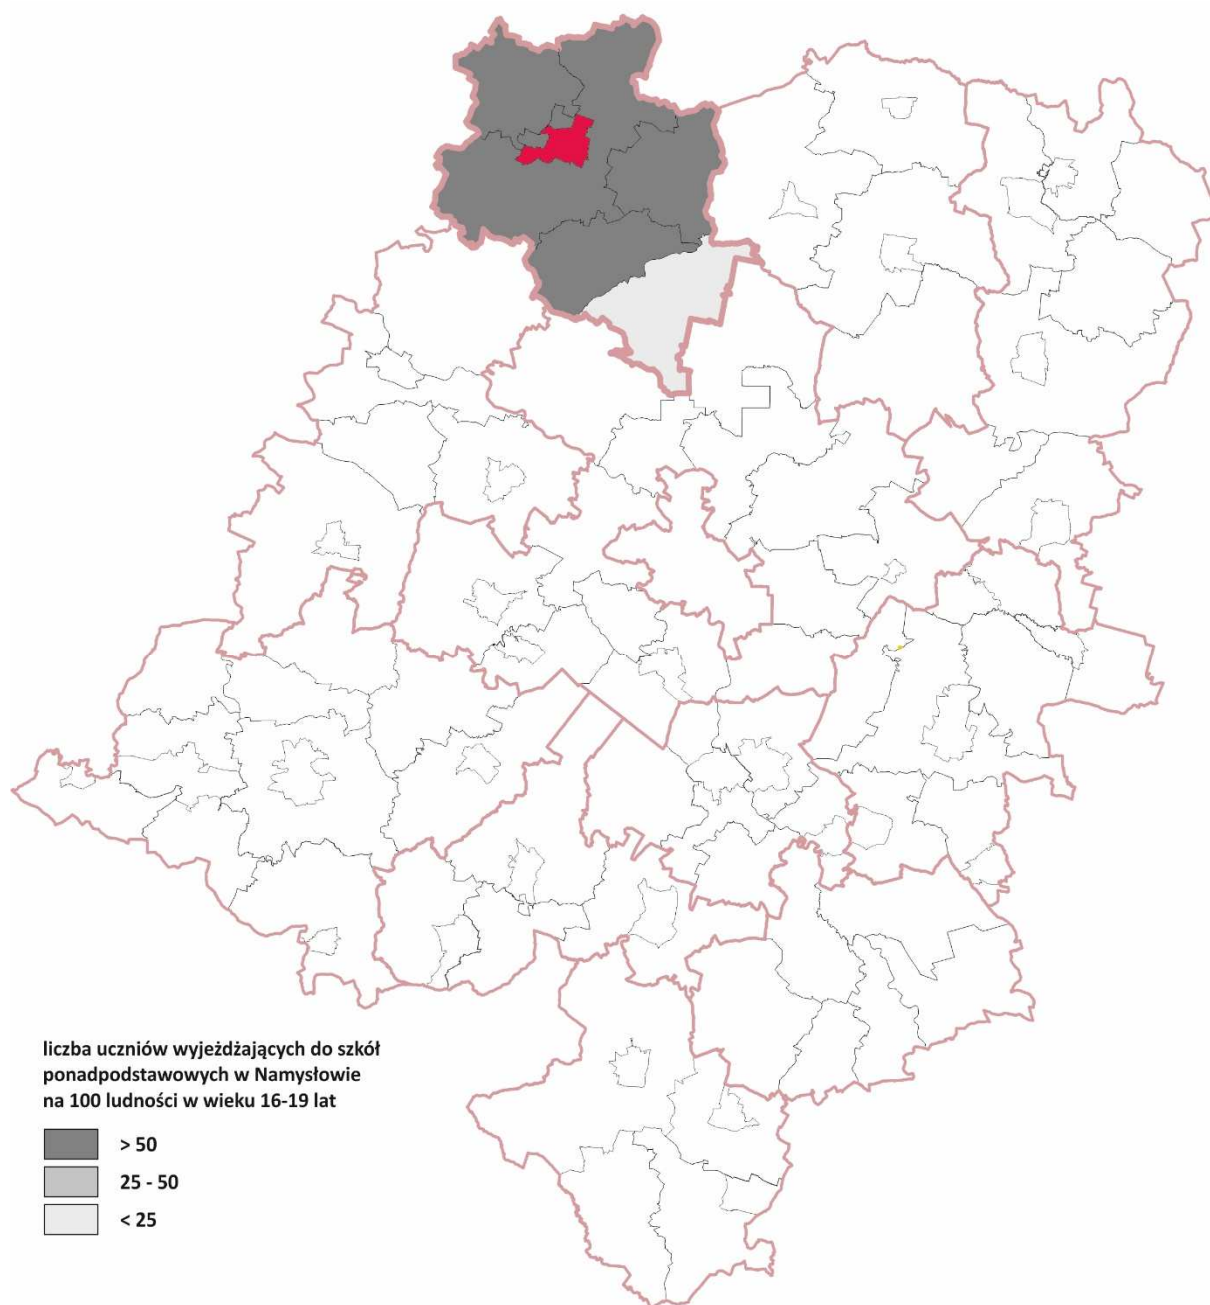 liczba uczniów wyjeżdżających do szkół
ponadpodstawowych w Namysłowie
na 100 ludności w wieku 16-19 lat
> 50
25 - 50
< 25